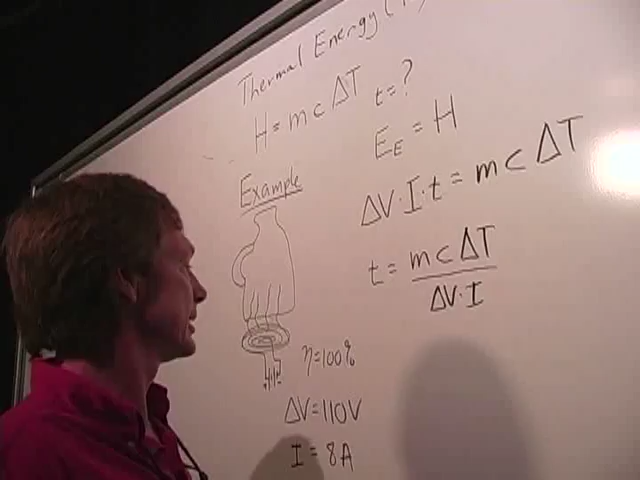 Thermal Energy (
H = mcΔT
t = ?
E_E = H
Example
ΔV·I·t = mcΔT
t = mcΔT / ΔV·I
η=100%
ΔV=110V
I = 8A